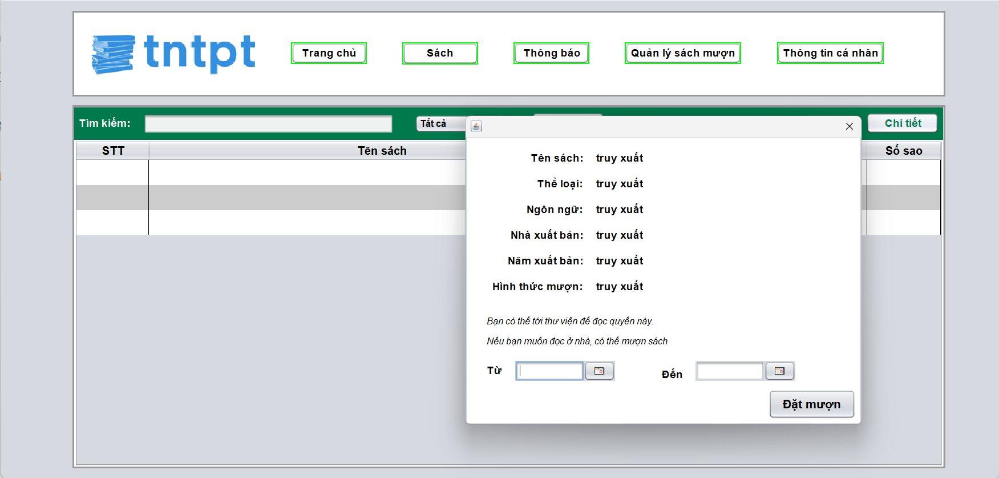 tntpt
Trang chủ
Sách
Thông báo
Quản lý sách mượn
Thông tin cá nhân
Tìm kiếm:
Tất cả
Chi tiết
STT
Tên sách
Số sao
Tên sách: truy xuất
Thể loại: truy xuất
Ngôn ngữ: truy xuất
Nhà xuất bản: truy xuất
Năm xuất bản: truy xuất
Hình thức mượn: truy xuất
Bạn có thể tới thư viện để đọc quyển này.
Nếu bạn muốn đọc ở nhà, có thể mượn sách
Từ
Đến
Đặt mượn